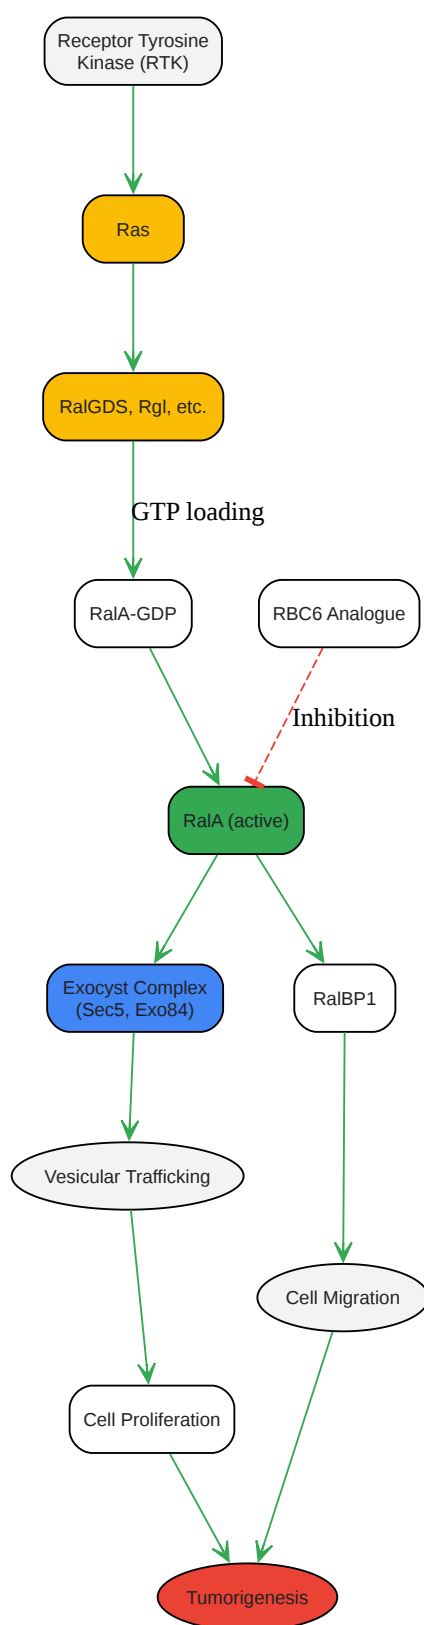 Receptor Tyrosine
Kinase (RTK)
Ras
RalGDS, Rgl, etc.
GTP loading
RalA-GDP
RBC6 Analogue
Inhibition
RalA (active)
Exocyst Complex
(Sec5, Exo84)
RalBP1
Vesicular Trafficking
Cell Migration
Cell Proliferation
Tumorigenesis